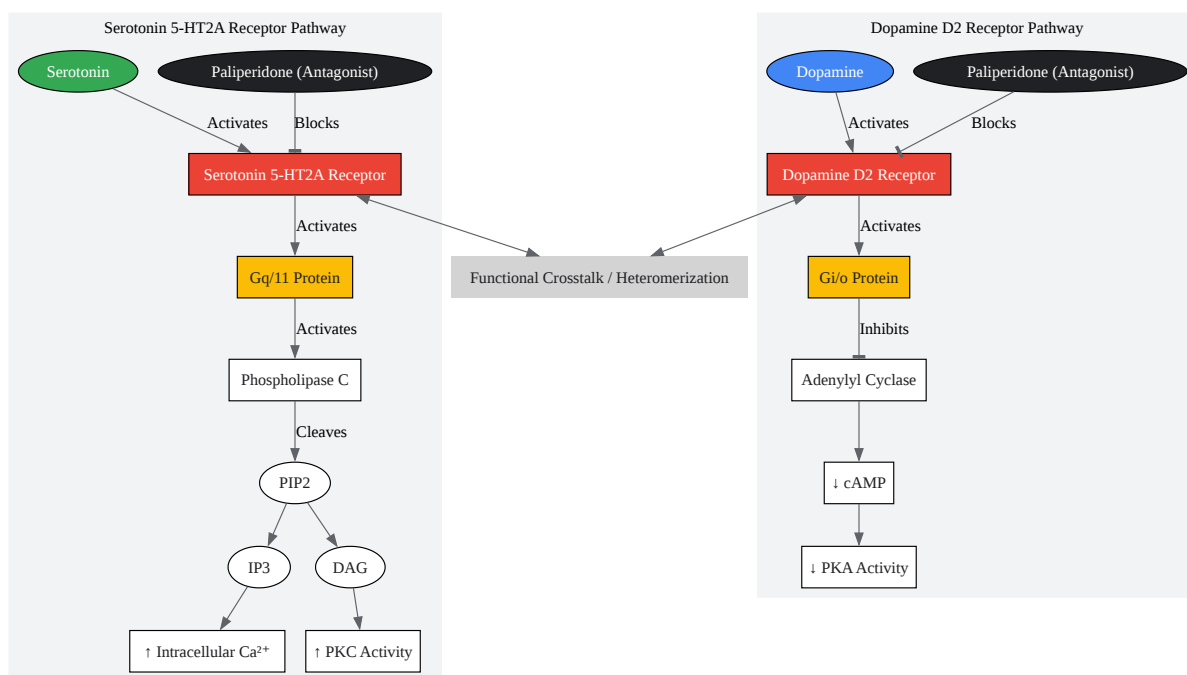 Serotonin 5-HT2A Receptor Pathway
Serotonin
Paliperidone (Antagonist)
Activates
Blocks
Serotonin 5-HT2A Receptor
Activates
Gq/11 Protein
Activates
Phospholipase C
Cleaves
PIP2
IP3
DAG
↑ Intracellular Ca²⁺
↑ PKC Activity
Functional Crosstalk / Heteromerization
Dopamine D2 Receptor Pathway
Dopamine
Paliperidone (Antagonist)
Activates
Blocks
Dopamine D2 Receptor
Activates
Gi/o Protein
Inhibits
Adenylyl Cyclase
↓ cAMP
↓ PKA Activity